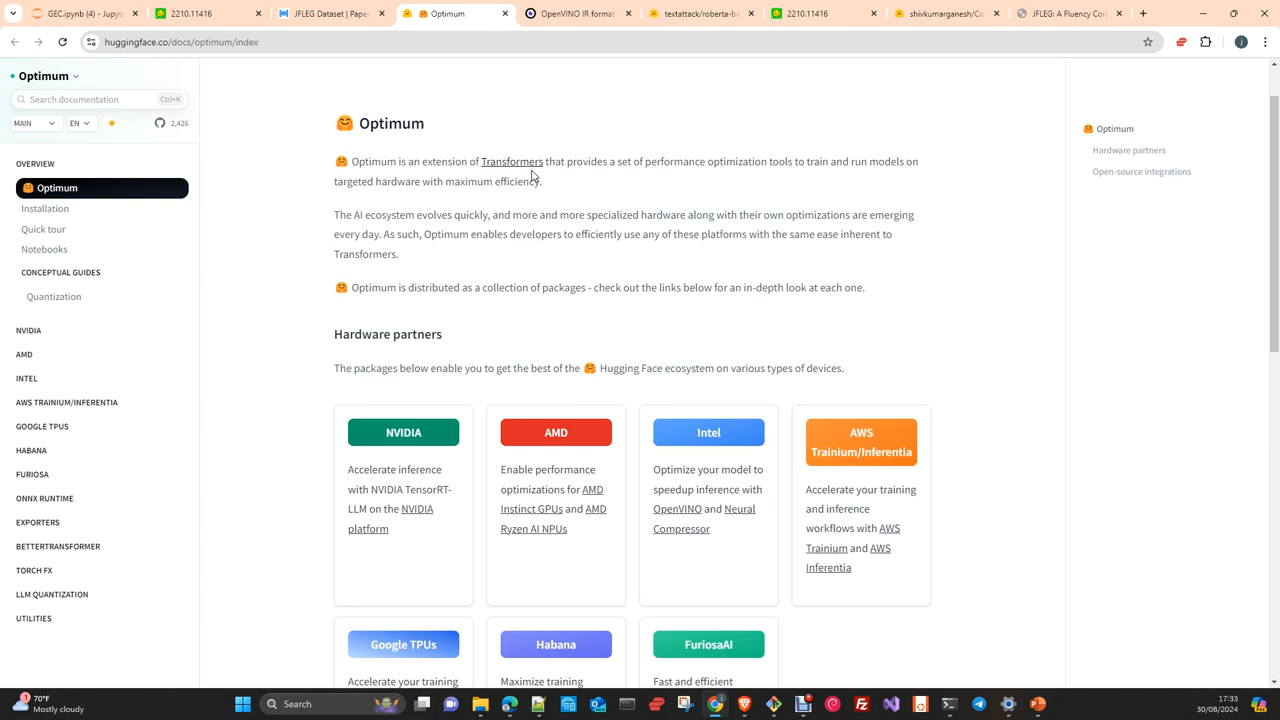 GEC.ipynb (4) - Jupyt
2210.11416
JFLEG Dataset | Pape
Optimum
OpenVINO IR format
textattack/roberta-b
2210.11416
shivkumarganesh/Co
JFLEG: A Fluency Cor
huggingface.co/docs/optimum/index
Optimum
Search documentation Ctrl+K
MAIN EN 2,426
OVERVIEW
Optimum
Installation
Quick tour
Notebooks
CONCEPTUAL GUIDES
Quantization
NVIDIA
AMD
INTEL
AWS TRAINIUM/INFERENTIA
GOOGLE TPUS
HABANA
FURIOSA
ONNX RUNTIME
EXPORTERS
BETTERTRANSFORMER
TORCH FX
LLM QUANTIZATION
UTILITIES
Optimum
Optimum is an extension of Transformers that provides a set of performance optimization tools to train and run models on
targeted hardware with maximum efficiency.
The AI ecosystem evolves quickly, and more and more specialized hardware along with their own optimizations are emerging
every day. As such, Optimum enables developers to efficiently use any of these platforms with the same ease inherent to
Transformers.
Optimum is distributed as a collection of packages - check out the links below for an in-depth look at each one.
Hardware partners
The packages below enable you to get the best of the Hugging Face ecosystem on various types of devices.
NVIDIA
Accelerate inference
with NVIDIA TensorRT-
LLM on the NVIDIA
platform
AMD
Enable performance
optimizations for AMD
Instinct GPUs and AMD
Ryzen AI NPUs
Intel
Optimize your model to
speedup inference with
OpenVINO and Neural
Compressor
AWS
Trainium/Inferentia
Accelerate your training
and inference
workflows with AWS
Trainium and AWS
Inferentia
Google TPUs
Accelerate your training
Habana
Maximize training
FuriosaAI
Fast and efficient
Optimum
Hardware partners
Open-source integrations
1
70°F
Mostly cloudy
Search
17:33
30/08/2024